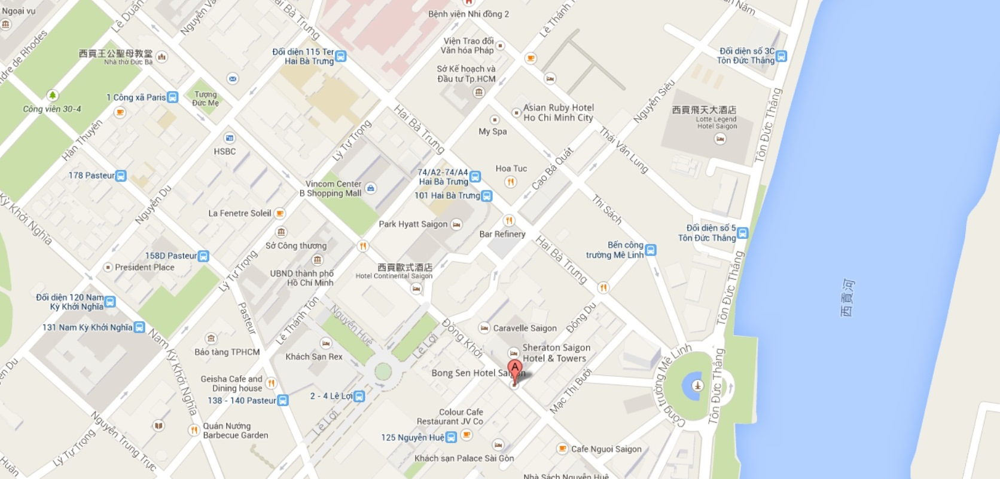 Ngoại vụ
Lê Duẩn
Hai Bà Trưng
Bệnh viện Nhi đồng 2
Viện Trao đổi
Văn hóa Pháp
Đối diện 115 Ter
Hai Bà Trưng
Đối diện số 3C
Tôn Đức Thắng
西貢王公聖母教堂
Nhà thờ Đức Bà
Sở Kế hoạch và
Đầu tư Tp.HCM
1 Công xã Paris
Tượng
Đức Mẹ
Công viên 30-4
Asian Ruby Hotel
Ho Chi Minh City
My Spa
Nguyễn Siêu
西貢飛天大酒店
Lotte Legend
Hotel Saigon
Tôn Đức Thắng
Hàn Thuyên
HSBC
Lý Tự Trọng
Hai Bà Trưng
Thái Văn Lung
Cao Bá Quát
178 Pasteur
Nguyễn Du
Vincom Center
B Shopping Mall
74/A2-74/A4
Hai Bà Trưng
101 Hai Bà Trưng
Hoa Tuc
La Fenetre Soleil
Park Hyatt Saigon
Bar Refinery
Thi Sách
Kỳ Khởi Nghĩa
Sở Công thương
Đối diện số 5
Tôn Đức Thắng
Bến công
trường Mê Linh
158D Pasteur
President Place
Lý Tự Trọng
UBND thành phố
Hồ Chí Minh
西貢歐式酒店
Hotel Continental Saigon
Hai Bà Trưng
Tôn Đức Thắng
西貢河
Đối diện 120 Nam
Kỳ Khởi Nghĩa
131 Nam Kỳ Khởi Nghĩa
Pasteur
Lê Thánh Tôn
Nguyễn Huệ
Lê Lợi
Đồng Khởi
Caravelle Saigon
Đông Du
Nam Kỳ Khởi Nghĩa
Bảo tàng TPHCM
Khách Sạn Rex
Sheraton Saigon
Hotel & Towers
A
Bong Sen Hotel Saigon
Mạc Thị Bưởi
Công trường Mê Linh
Tôn Đức Thắng
Geisha Cafe and
Dining house
138 - 140 Pasteur
2 - 4 Lê Lợi
Lê Lợi
Colour Cafe
Restaurant JV Co
125 Nguyễn Huệ
Quán Nướng
Barbecue Garden
Nguyễn Trung Trực
Lý Tự Trọng
Khách sạn Palace Sài Gòn
Cafe Nguoi Saigon
Nhà Sách Nguyễn Huệ